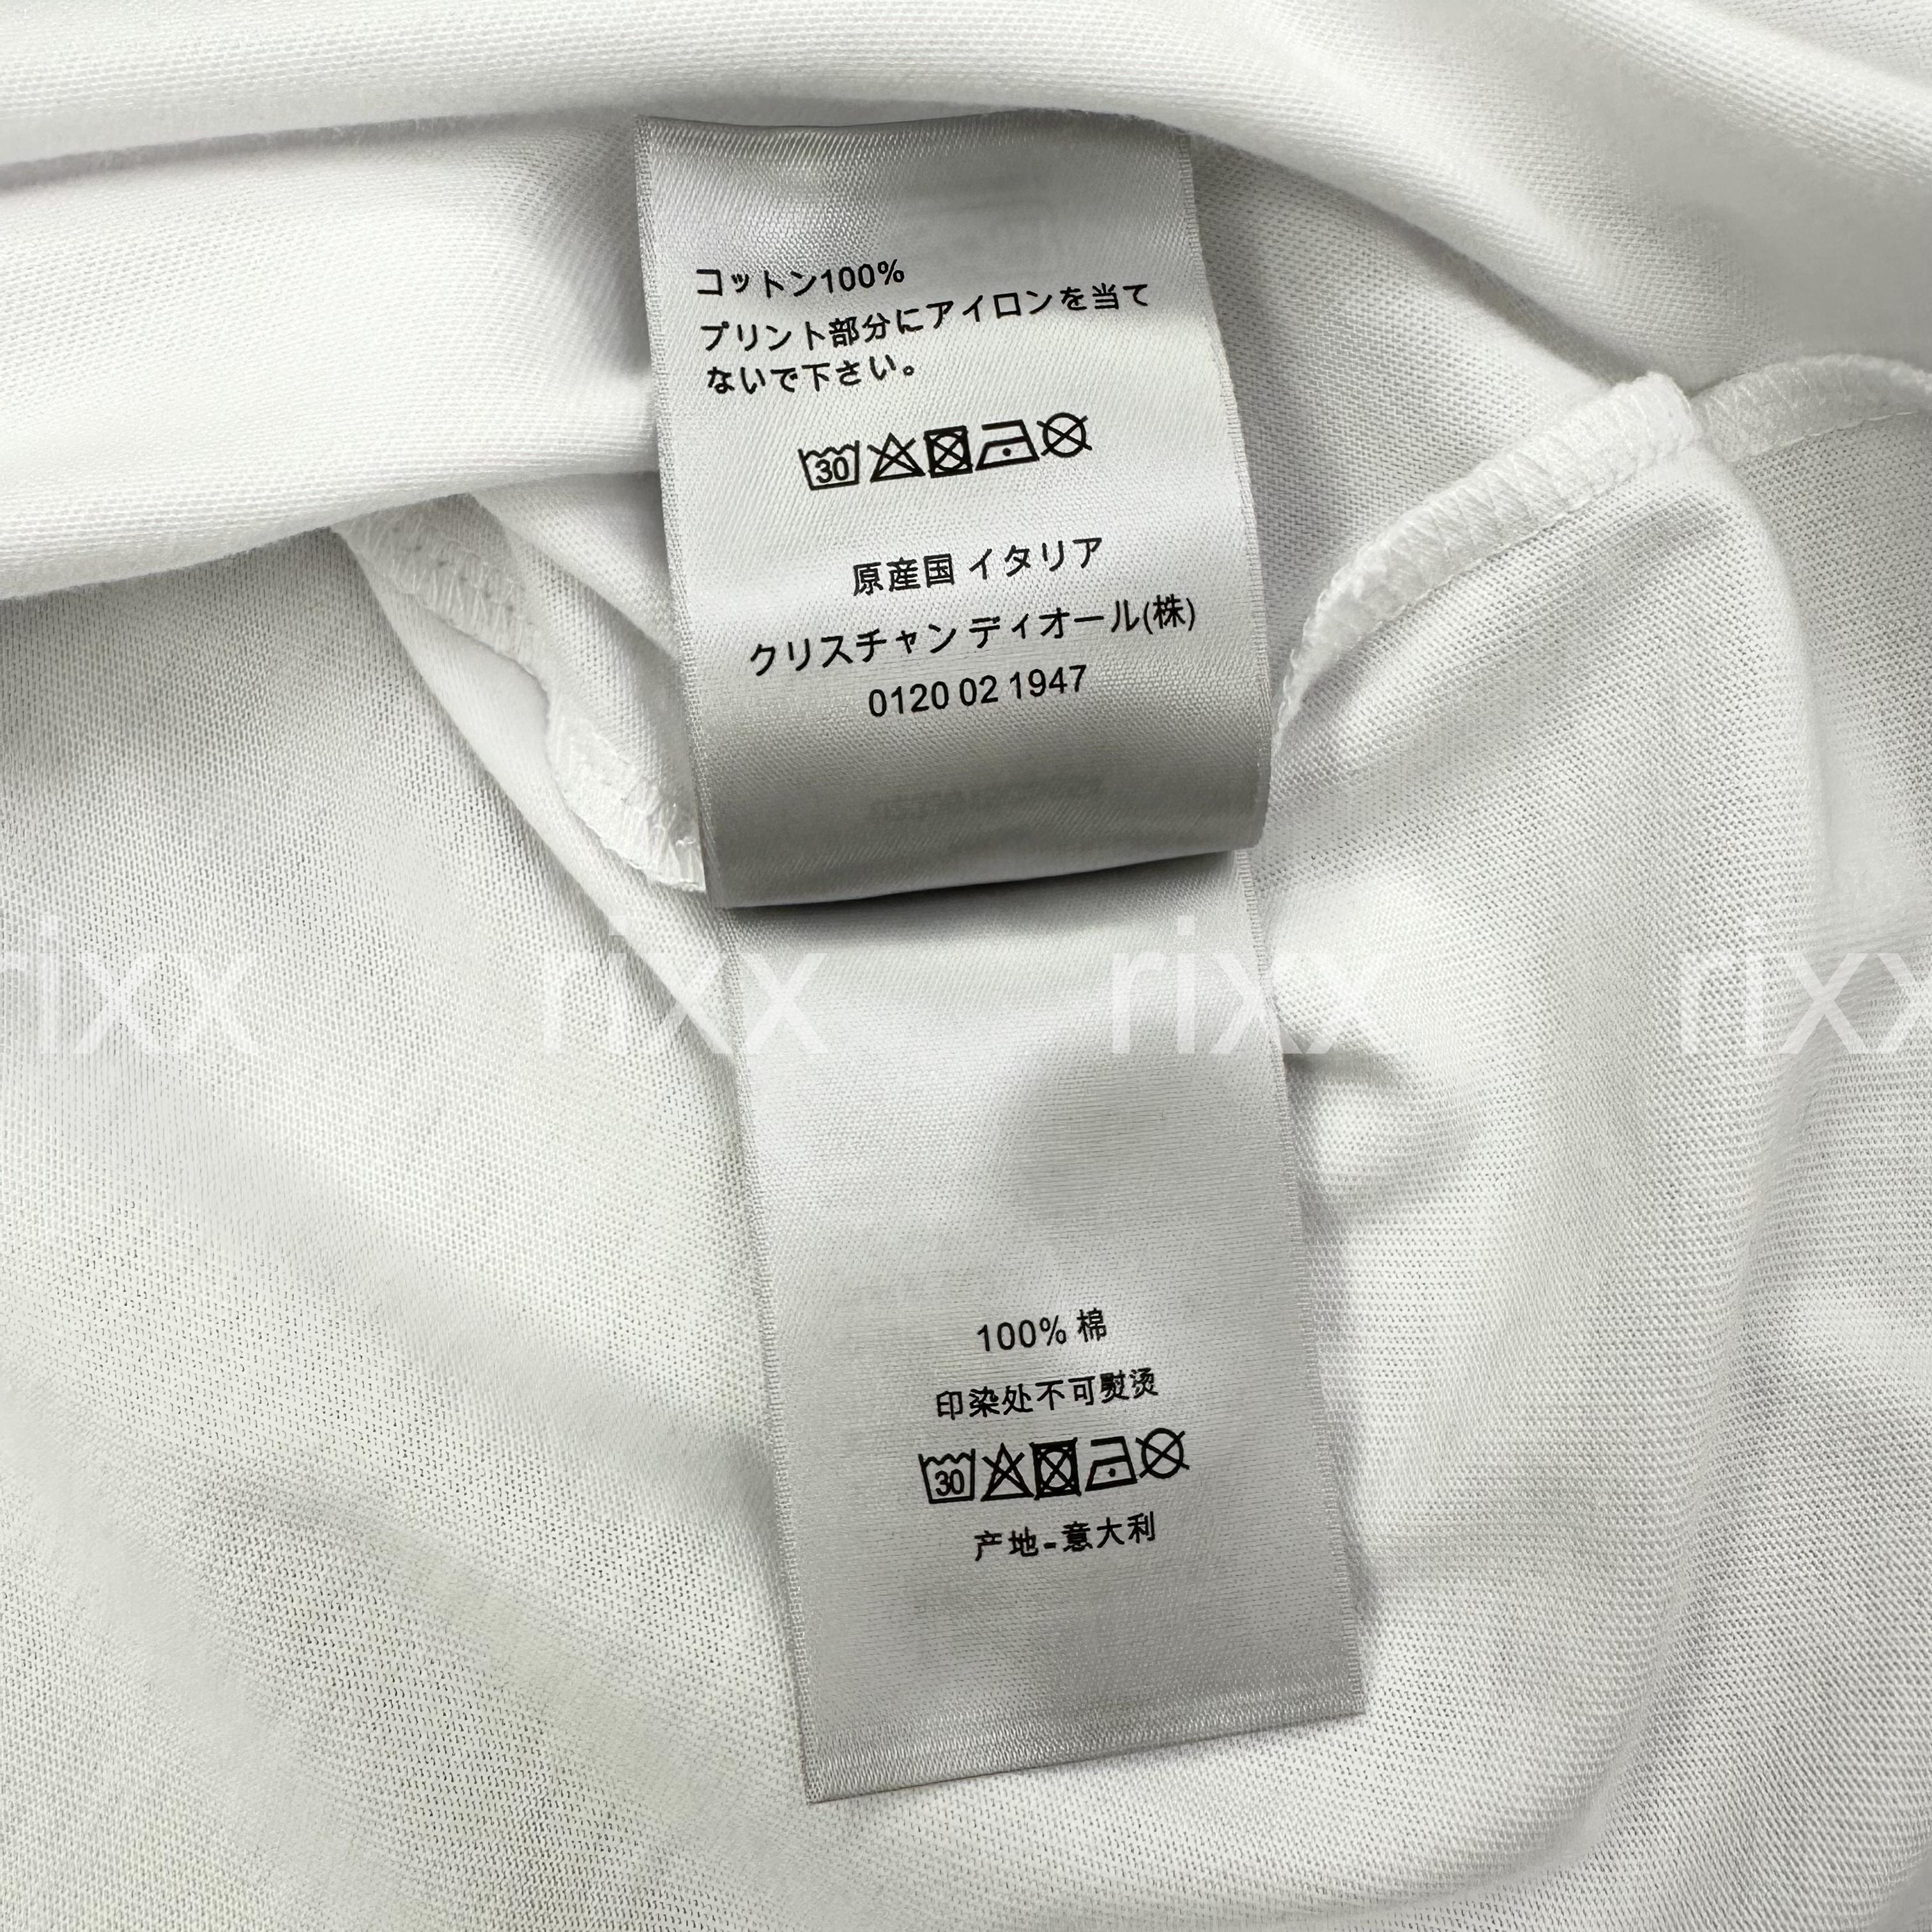 コットン100%
プリント部分にアイロンを当て
ないで下さい。
30
原産国 イタリア
クリスチャン ディオール(株)
0120 02 1947
rixx rixx rixx rixx
100% 棉
印染处不可熨烫
30
产地-意大利